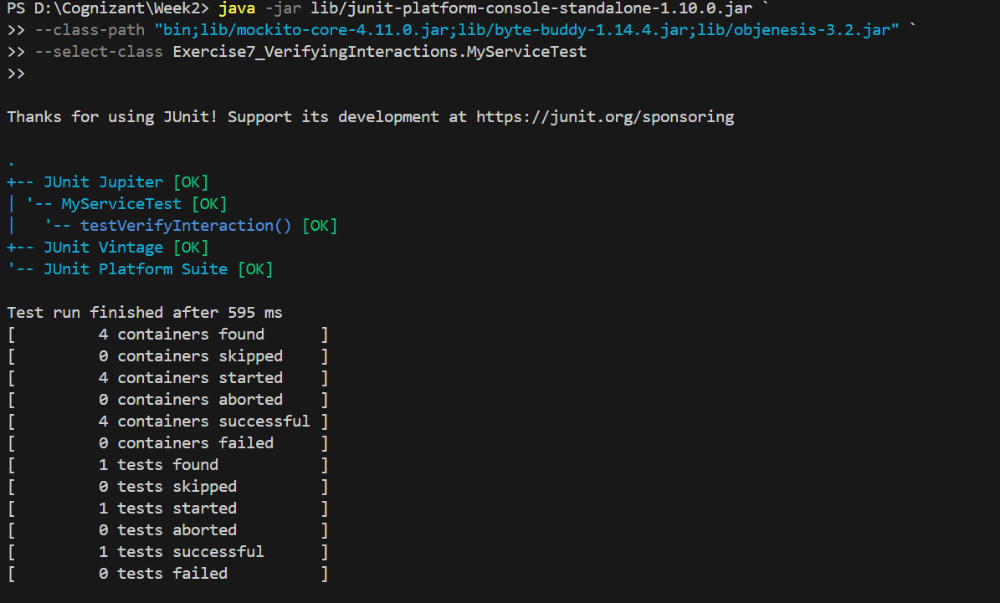 PS D:\Cognizant\Week2> java -jar lib/junit-platform-console-standalone-1.10.0.jar `
>> --class-path "bin;lib/mockito-core-4.11.0.jar;lib/byte-buddy-1.14.4.jar;lib/objenesis-3.2.jar" `
>> --select-class Exercise7_VerifyingInteractions.MyServiceTest
>>
Thanks for using JUnit! Support its development at https://junit.org/sponsoring
.
+-- JUnit Jupiter [OK]
| '-- MyServiceTest [OK]
|   '-- testVerifyInteraction() [OK]
+-- JUnit Vintage [OK]
'-- JUnit Platform Suite [OK]
Test run finished after 595 ms
[         4 containers found      ]
[         0 containers skipped    ]
[         4 containers started    ]
[         0 containers aborted    ]
[         4 containers successful ]
[         0 containers failed     ]
[         1 tests found           ]
[         0 tests skipped         ]
[         1 tests started         ]
[         0 tests aborted         ]
[         1 tests successful      ]
[         0 tests failed          ]